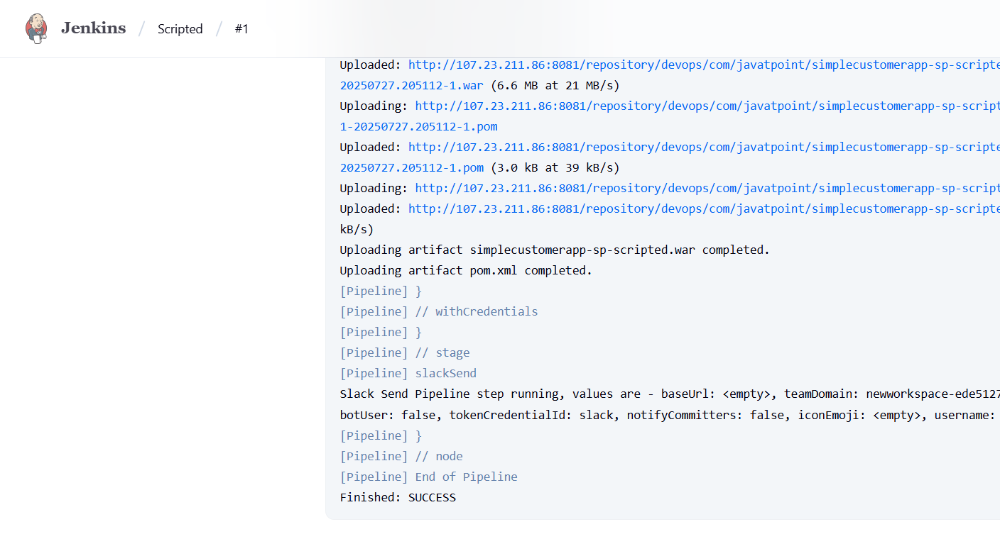 Jenkins / Scripted / #1
Uploaded: http://107.23.211.86:8081/repository/devops/com/javatpoint/simplecustomerapp-sp-scripte
20250727.205112-1.war (6.6 MB at 21 MB/s)
Uploading: http://107.23.211.86:8081/repository/devops/com/javatpoint/simplecustomerapp-sp-script
1-20250727.205112-1.pom
Uploaded: http://107.23.211.86:8081/repository/devops/com/javatpoint/simplecustomerapp-sp-scripte
20250727.205112-1.pom (3.0 kB at 39 kB/s)
Uploading: http://107.23.211.86:8081/repository/devops/com/javatpoint/simplecustomerapp-sp-script
Uploaded: http://107.23.211.86:8081/repository/devops/com/javatpoint/simplecustomerapp-sp-scripte
kB/s)
Uploading artifact simplecustomerapp-sp-scripted.war completed.
Uploading artifact pom.xml completed.
[Pipeline] }
[Pipeline] // withCredentials
[Pipeline] }
[Pipeline] // stage
[Pipeline] slackSend
Slack Send Pipeline step running, values are - baseUrl: <empty>, teamDomain: newworkspace-ede5127
botUser: false, tokenCredentialId: slack, notifyCommitters: false, iconEmoji: <empty>, username:
[Pipeline] }
[Pipeline] // node
[Pipeline] End of Pipeline
Finished: SUCCESS